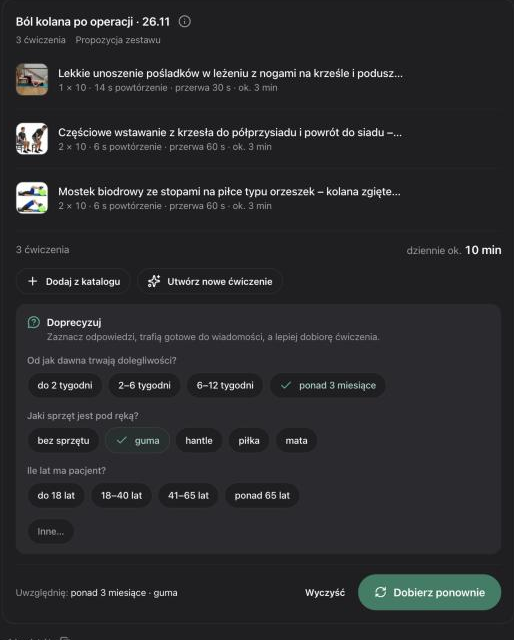 Ból kolana po operacji · 26.11
3 ćwiczenia Propozycja zestawu
Lekkie unoszenie pośladków w leżeniu z nogami na krześle i podusz...
1 × 10 · 14 s powtórzenie · przerwa 30 s · ok. 3 min
Częściowe wstawanie z krzesła do półprzysiadu i powrót do siadu –...
2 × 10 · 6 s powtórzenie · przerwa 60 s · ok. 3 min
Mostek biodrowy ze stopami na piłce typu orzeszek – kolana zgięte...
2 × 10 · 6 s powtórzenie · przerwa 60 s · ok. 3 min
3 ćwiczenia dziennie ok. 10 min
Dodaj z katalogu Utwórz nowe ćwiczenie
Doprecyzuj
Zaznacz odpowiedzi, trafią gotowe do wiadomości, a lepiej dobiorę ćwiczenia.
Od jak dawna trwają dolegliwości?
do 2 tygodni 2–6 tygodni 6–12 tygodni ponad 3 miesiące
Jaki sprzęt jest pod ręką?
bez sprzętu guma hantle piłka mata
Ile lat ma pacjent?
do 18 lat 18–40 lat 41–65 lat ponad 65 lat
Inne...
Uwzględnię: ponad 3 miesiące · guma Wyczyść Dobierz ponownie